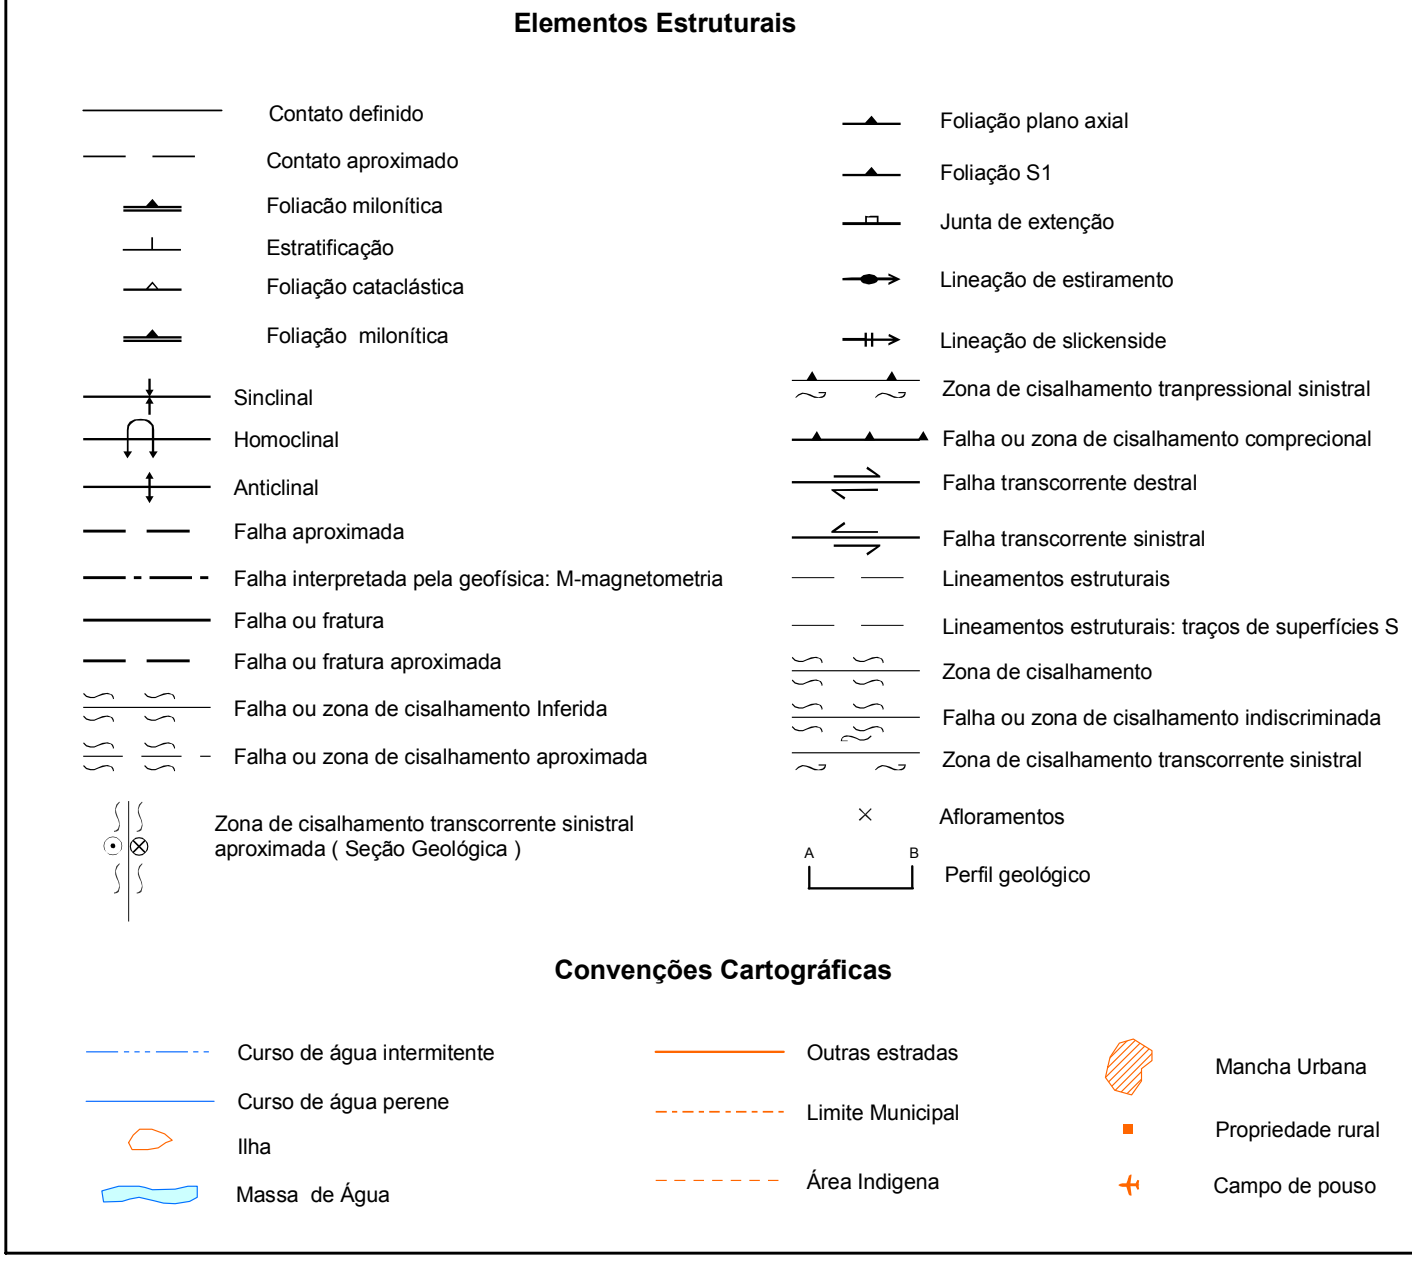 Elementos Estruturais
Contato definido
Contato aproximado
Foliacão milonítica
Estratificação
Foliação cataclástica
Foliação milonítica
Sinclinal
Homoclinal
Anticlinal
Falha aproximada
Falha interpretada pela geofísica: M-magnetometria
Falha ou fratura
Falha ou fratura aproximada
Falha ou zona de cisalhamento Inferida
Falha ou zona de cisalhamento aproximada
Zona de cisalhamento transcorrente sinistral
aproximada ( Seção Geológica )
Foliação plano axial
Foliação S1
Junta de extenção
Lineação de estiramento
Lineação de slickenside
Zona de cisalhamento tranpressional sinistral
Falha ou zona de cisalhamento comprecional
Falha transcorrente destral
Falha transcorrente sinistral
Lineamentos estruturais
Lineamentos estruturais: traços de superfícies S
Zona de cisalhamento
Falha ou zona de cisalhamento indiscriminada
Zona de cisalhamento transcorrente sinistral
Afloramentos
A B
Perfil geológico
Convenções Cartográficas
Curso de água intermitente
Curso de água perene
Ilha
Massa de Água
Outras estradas
Limite Municipal
Área Indigena
Mancha Urbana
Propriedade rural
Campo de pouso